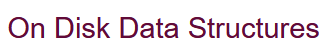 On Disk Data Structures